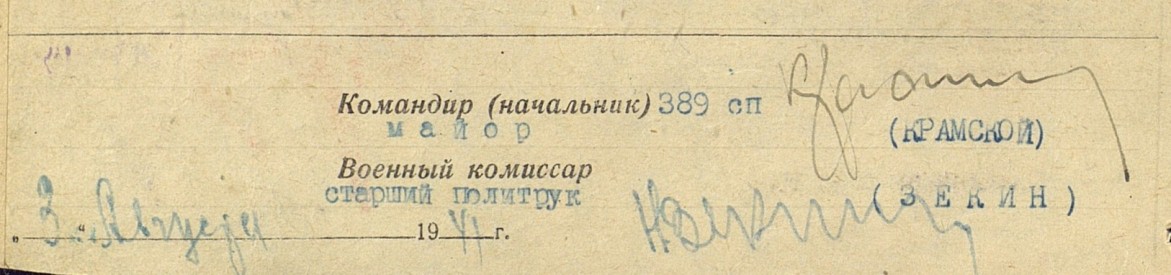 Командир (начальник) 389 сп
майор (КРАМСКОЙ)
Военный комиссар
старший политрук (ЗЕКИН)
„3“ Августа 1941 г.